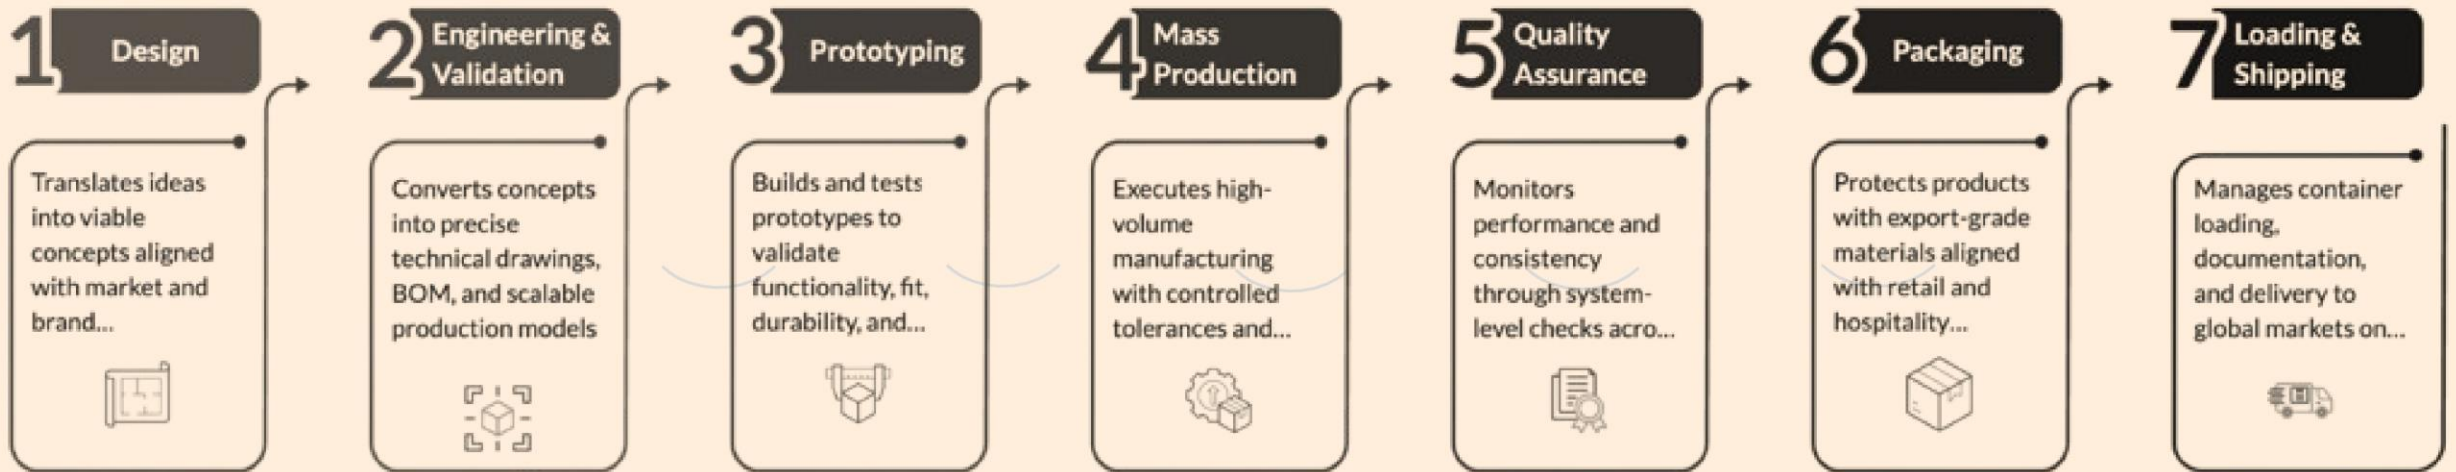 1
Design
Translates ideas
into viable
concepts aligned
with market and
brand...
2
Engineering &
Validation
Converts concepts
into precise
technical drawings,
BOM, and scalable
production models
3
Prototyping
Builds and tests
prototypes to
validate
functionality, fit,
durability, and...
4
Mass
Production
Executes high-
volume
manufacturing
with controlled
tolerances and...
5
Quality
Assurance
Monitors
performance and
consistency
through system-
level checks acro...
6
Packaging
Protects products
with export-grade
materials aligned
with retail and
hospitality...
7
Loading &
Shipping
Manages container
loading,
documentation,
and delivery to
global markets on...